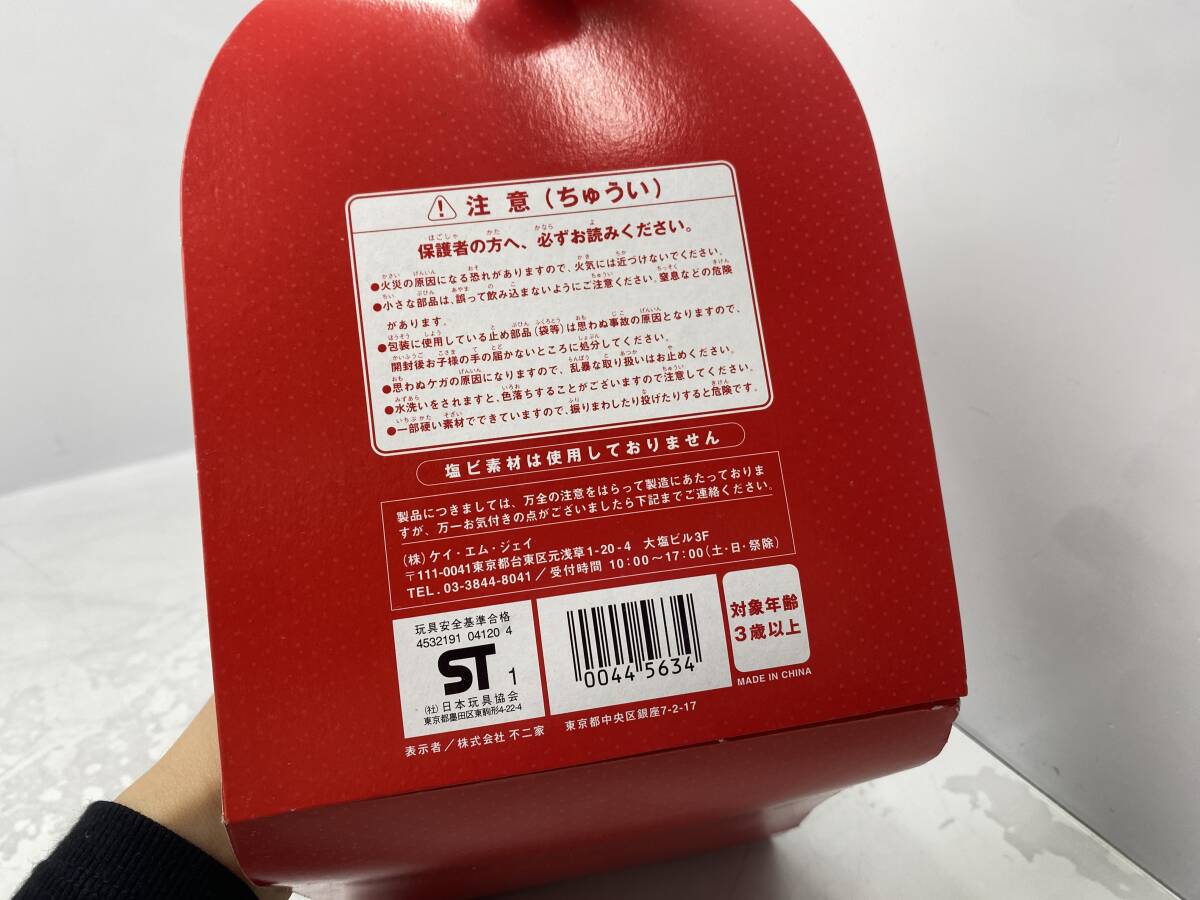 注意(ちゅうい)
保護者の方へ、必ずお読みください。
●火災の原因になる恐れがありますので、火気には近づけないでください。
●小さな部品は、誤って飲み込まないようにご注意ください。窒息などの危険
があります。
●包装に使用している止め部品(袋等)は思わぬ事故の原因となりますので、
開封後お子様の手の届かないところに処分してください。
●思わぬケガの原因になりますので、乱暴な取り扱いはお止めください。
●水洗いをされますと、色落ちすることがございますので注意してください。
●一部硬い素材でできていますので、振りまわしたり投げたりすると危険です。
塩ビ素材は使用しておりません
製品につきましては、万全の注意をはらって製造にあたっておりま
すが、万一お気付きの点がございましたら下記までご連絡ください。
(株)ケイ・エム・ジェイ
〒111-0041東京都台東区元浅草1-20-4 大塩ビル3F
TEL.03-3844-8041/受付時間 10:00〜17:00(土・日・祭除)
玩具安全基準合格
4532191 04120 4
ST 1
(社)日本玩具協会
東京都墨田区東駒形4-22-4
0044 5634
対象年齢
3歳以上
MADE IN CHINA
表示者/株式会社 不二家 東京都中央区銀座7-2-17